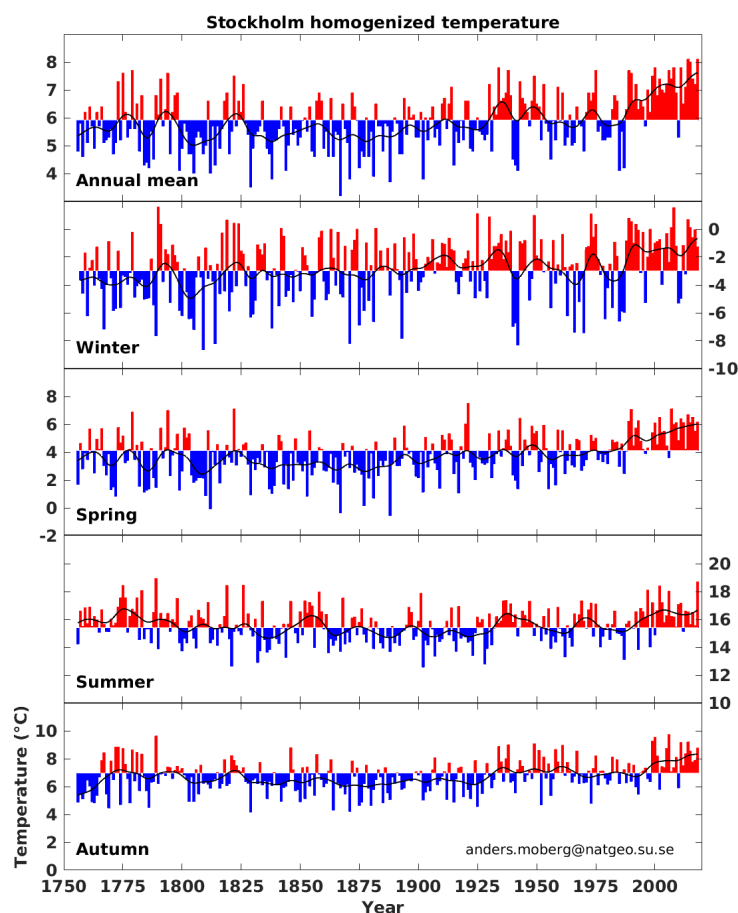 Stockholm homogenized temperature
8
7
6
5
4
Annual mean
0
-2
-4
-6
-8
-10
Winter
8
6
4
2
0
-2
Spring
20
18
16
14
12
10
Summer
10
8
6
4
2
0
Temperature (°C)
Autumn
anders.moberg@natgeo.su.se
1750 1775 1800 1825 1850 1875 1900 1925 1950 1975 2000
Year